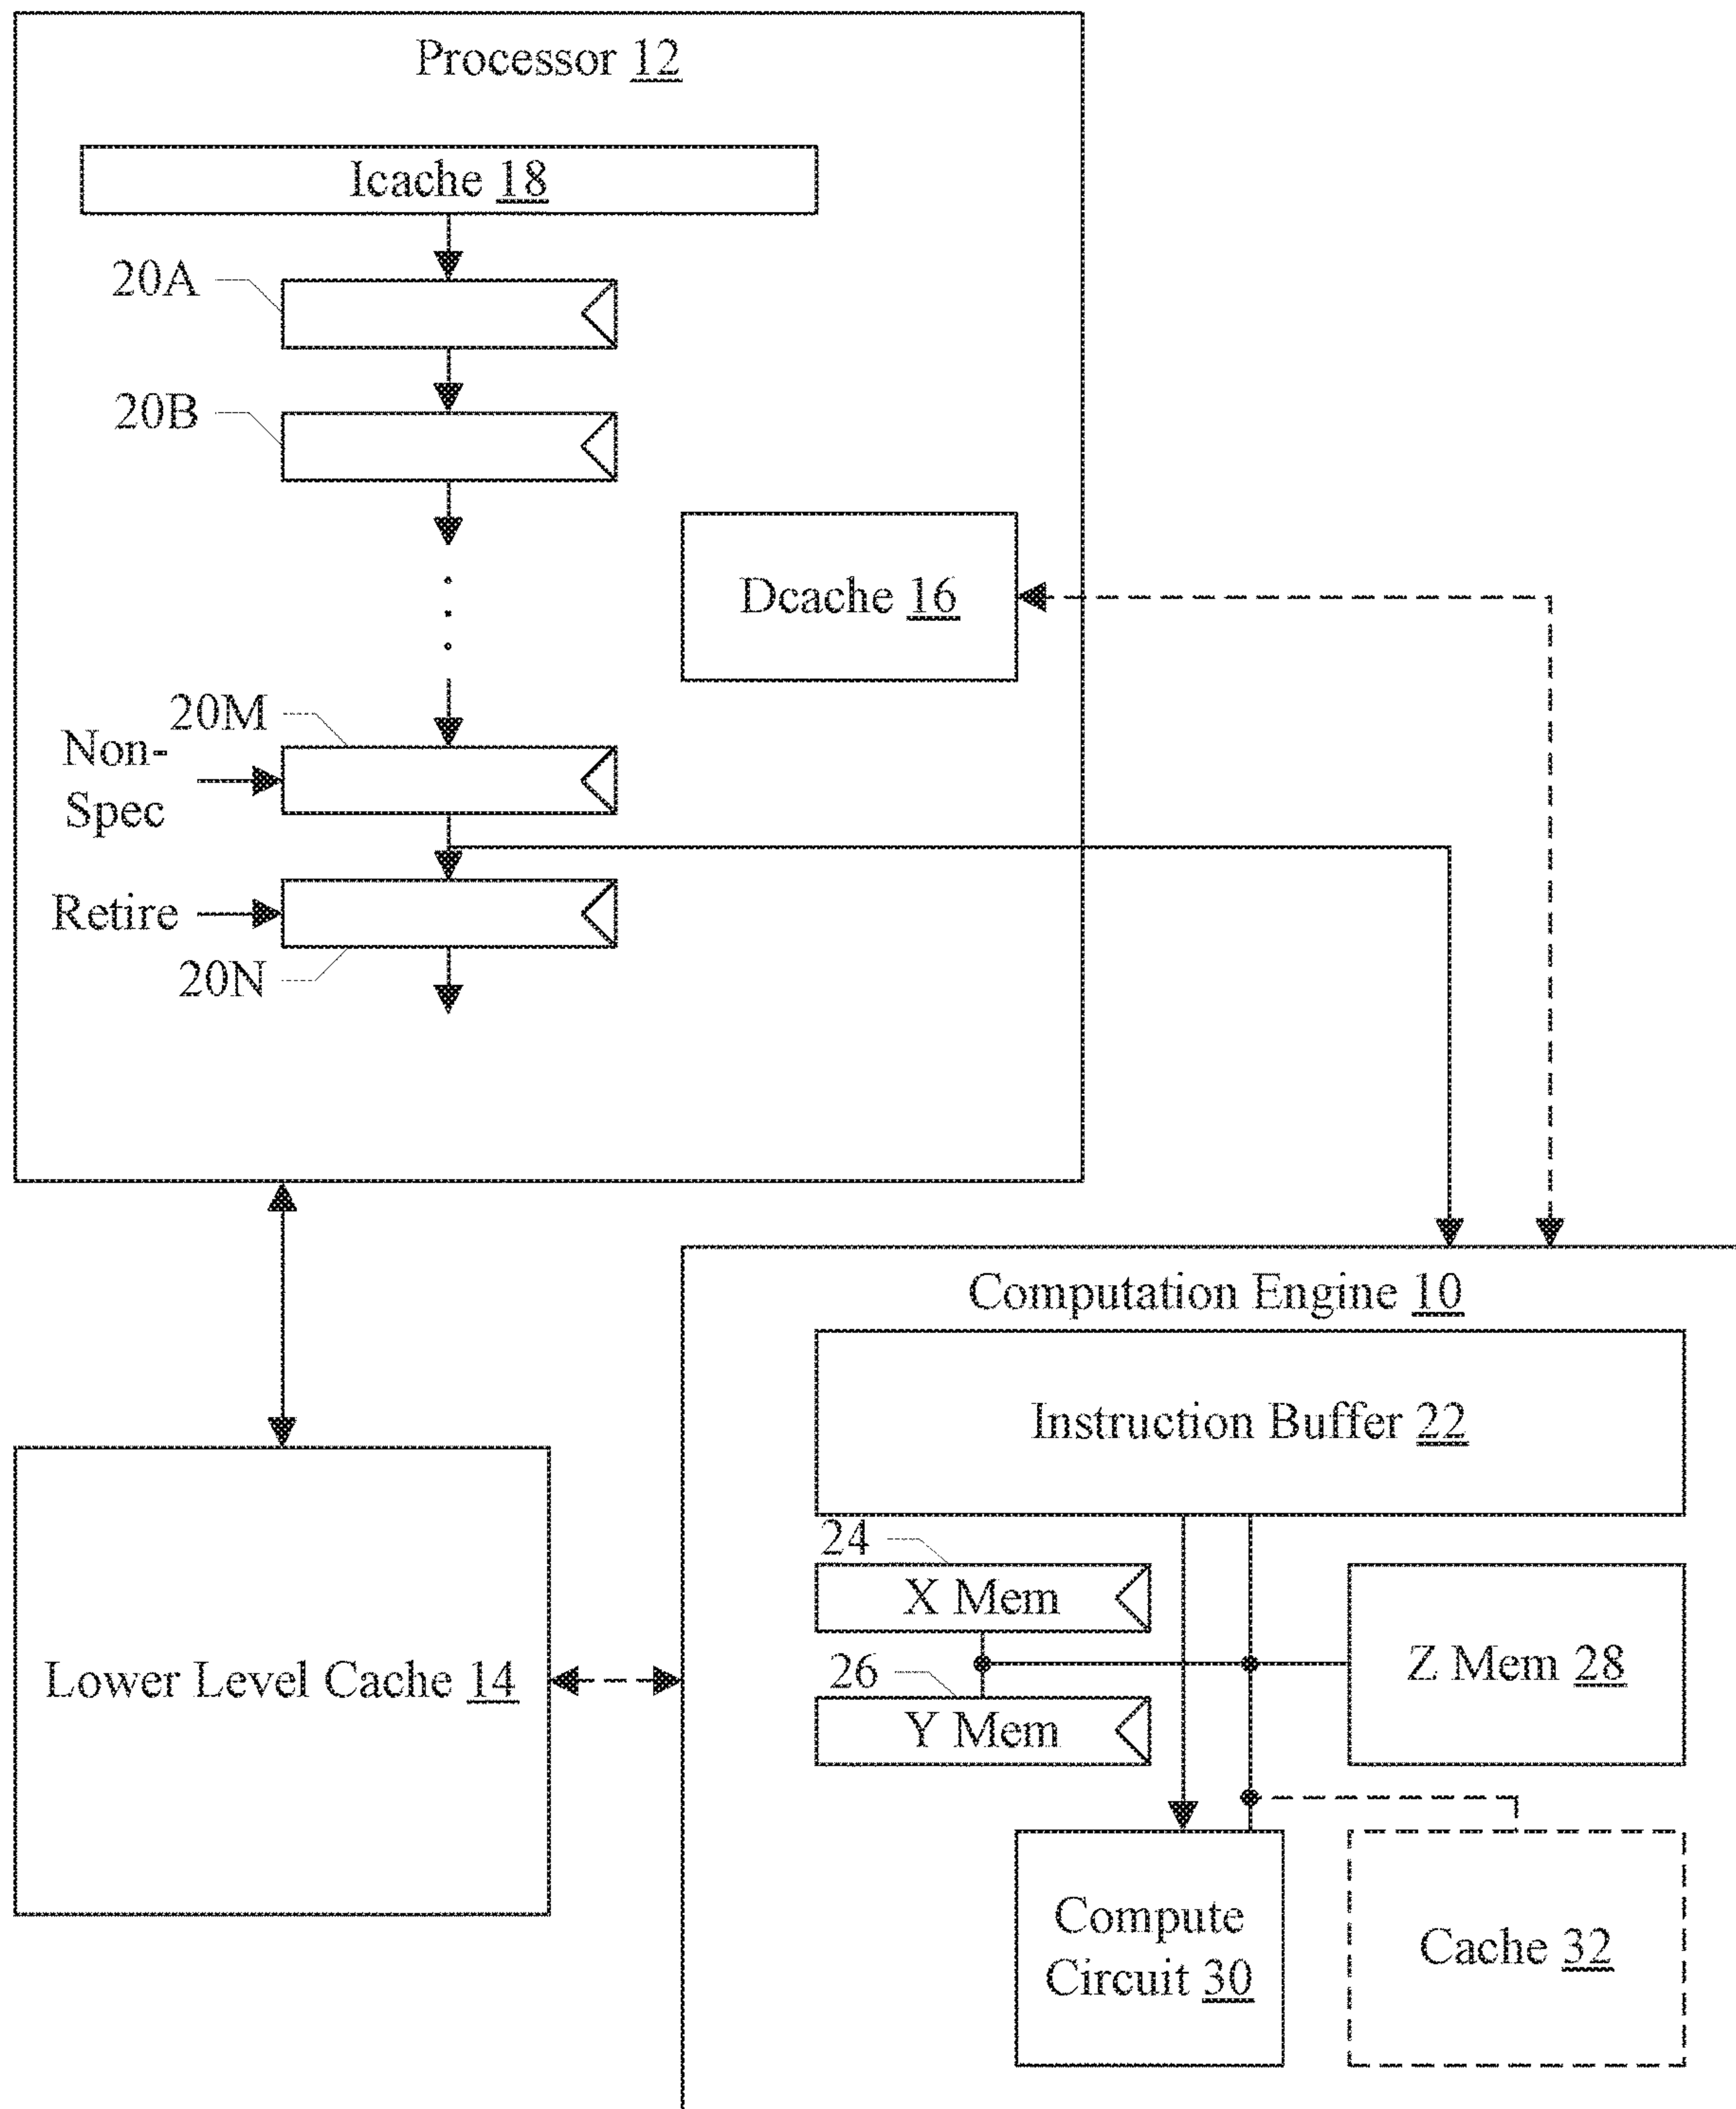 Processor 12
Icache 18
20A
20B
Dcache 16
20M
Non-
Spec
Retire
20N
Computation Engine 10
Instruction Buffer 22
24
X Mem
Lower Level Cache 14
26
Y Mem
Z Mem 28
Compute
Circuit 30
Cache 32